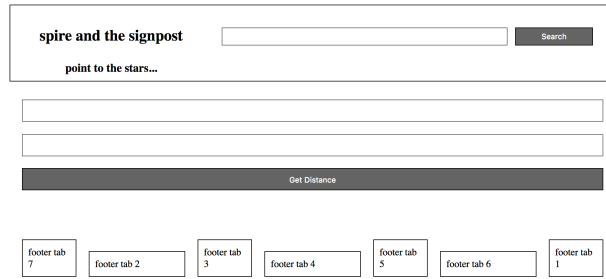 spire and the signpost
Search
point to the stars...
Get Distance
footer tab
7
footer tab 2
footer tab
3
footer tab 4
footer tab
5
footer tab 6
footer tab
1